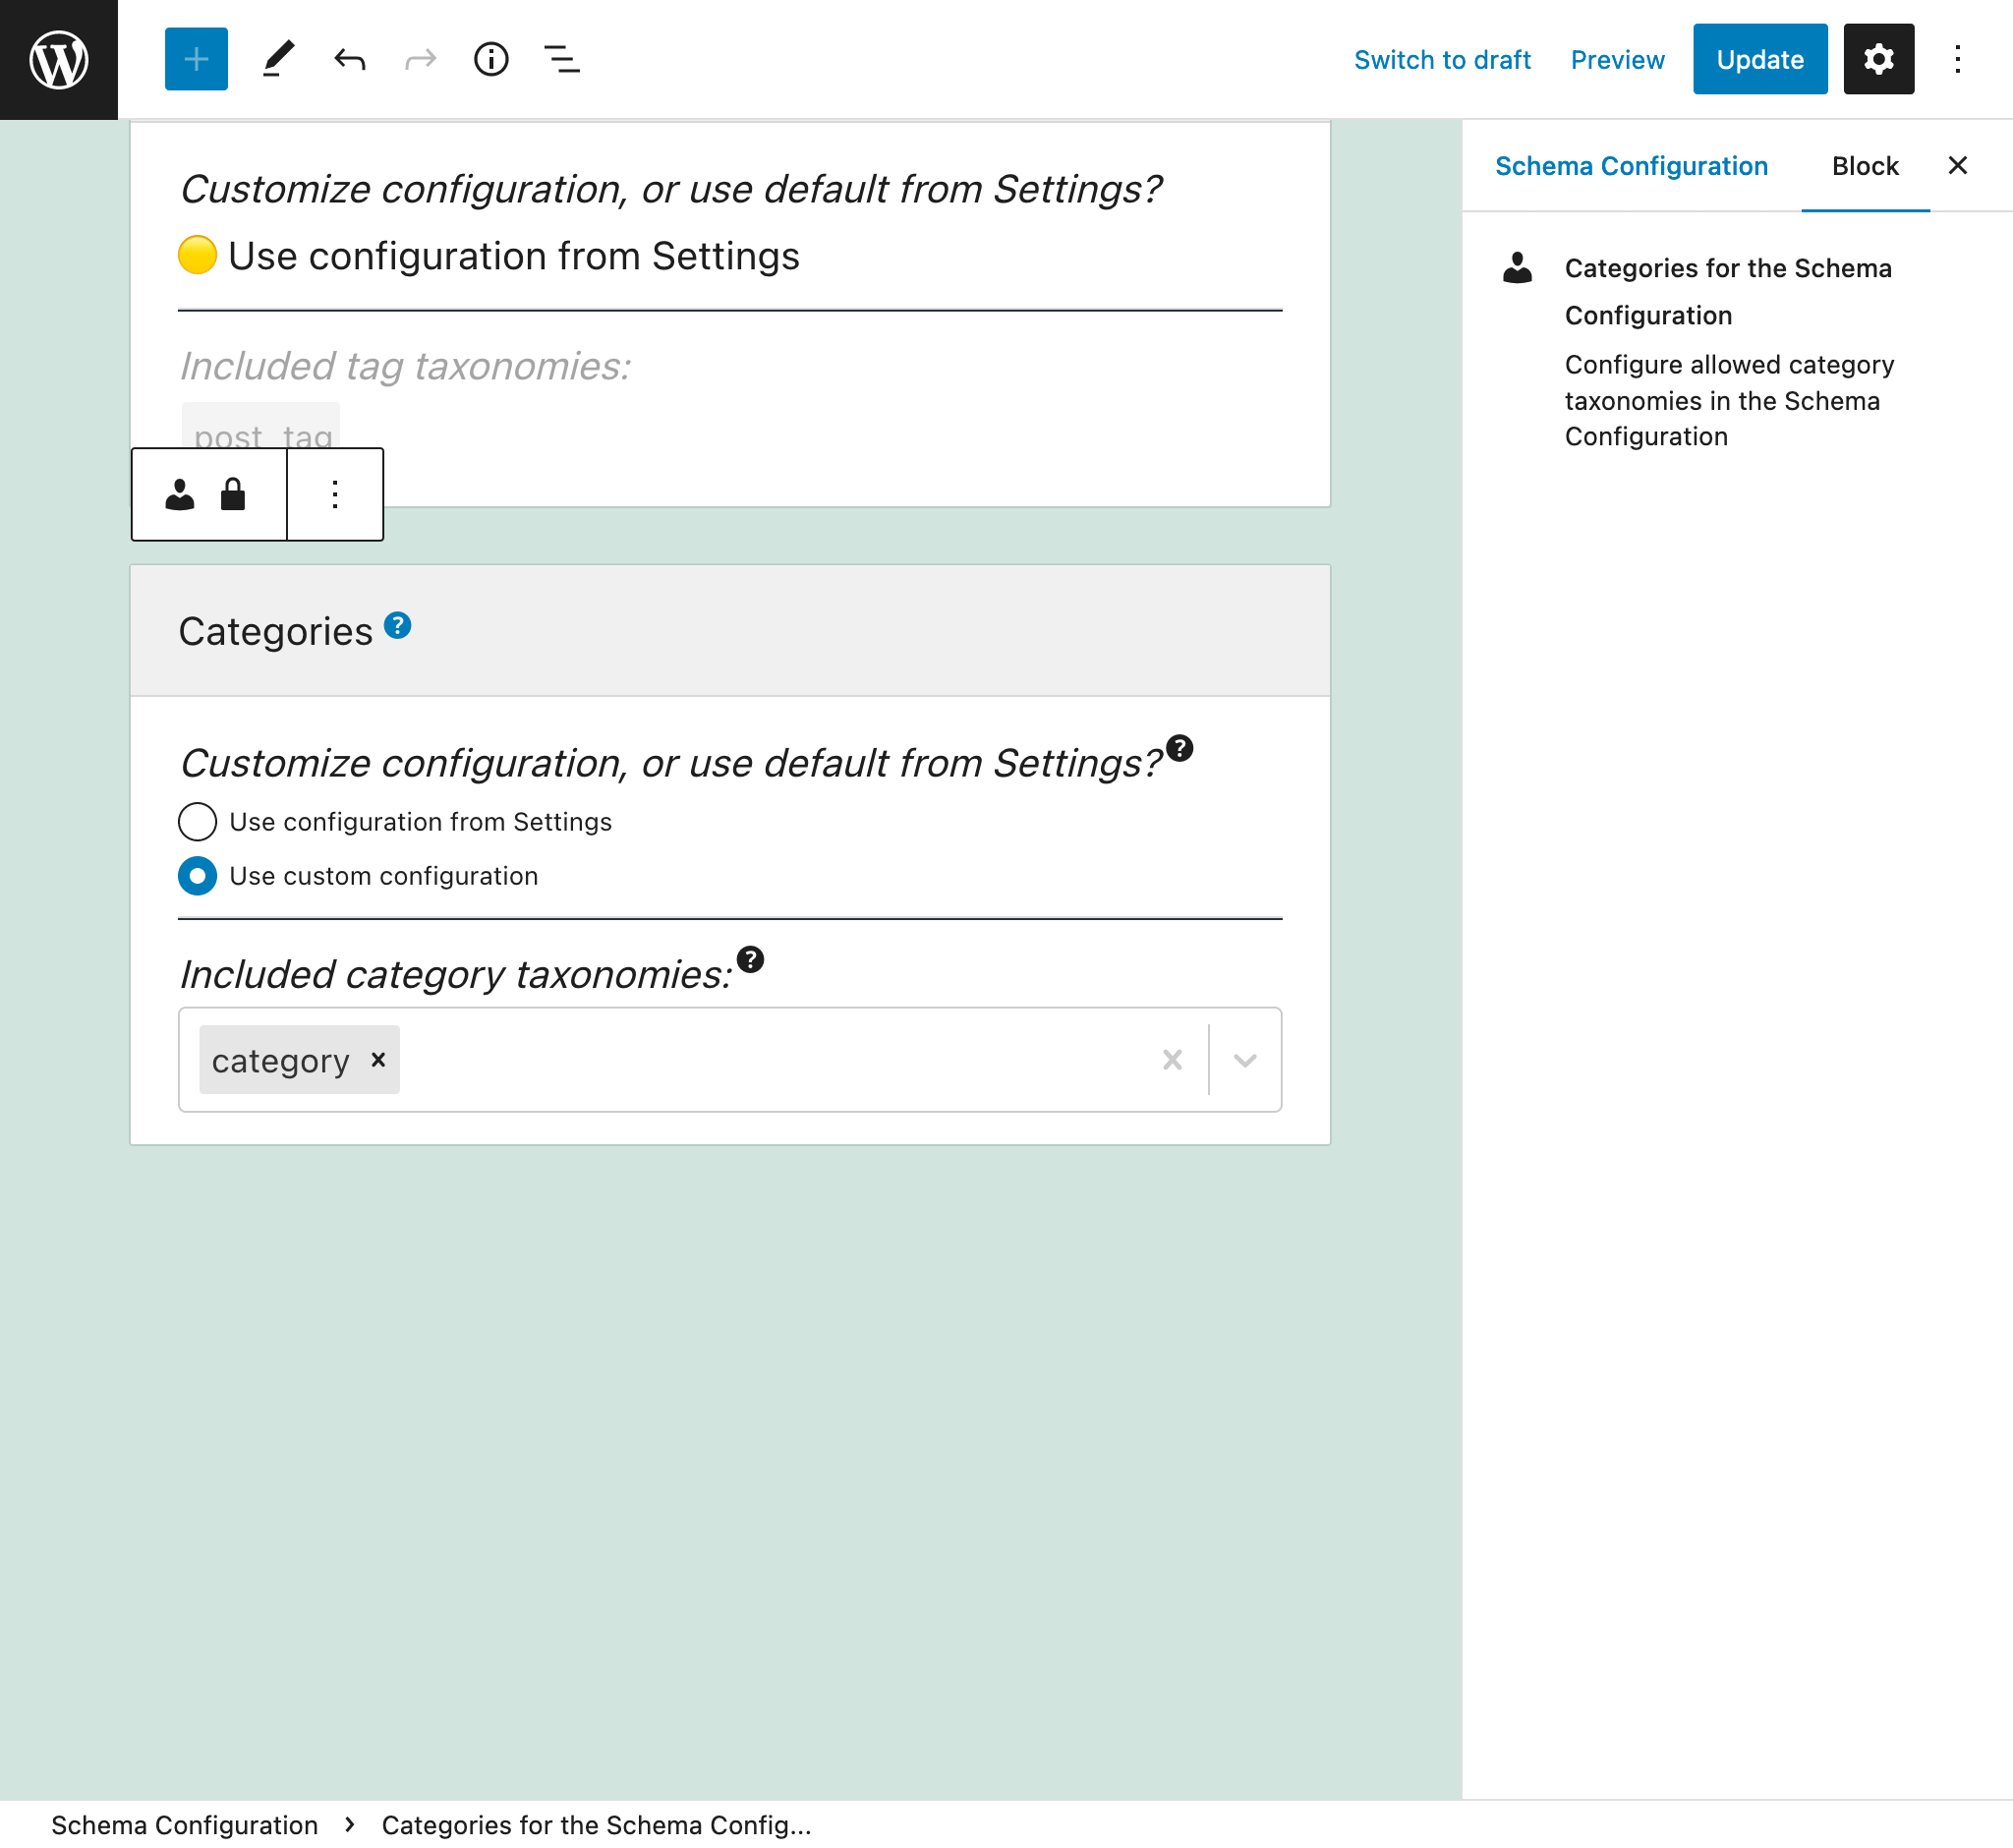 Switch to draft Preview Update
Customize configuration, or use default from Settings?
Use configuration from Settings
Included tag taxonomies:
post_tag
Categories ?
Customize configuration, or use default from Settings? ?
Use configuration from Settings
Use custom configuration
Included category taxonomies: ?
category ×
Schema Configuration Block
Categories for the Schema
Configuration
Configure allowed category
taxonomies in the Schema
Configuration
Schema Configuration › Categories for the Schema Config...